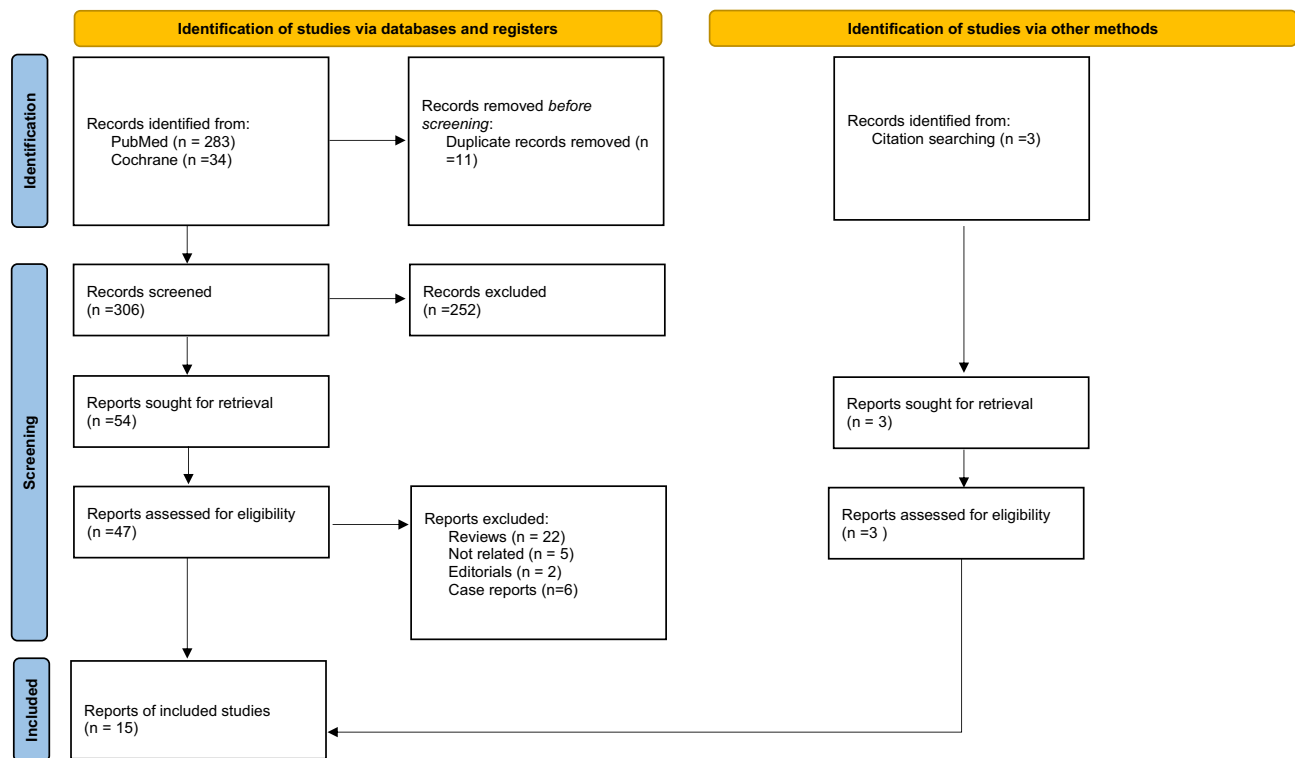 Identification of studies via databases and registers
Identification of studies via other methods
Identification
Records identified from:
PubMed (n = 283)
Cochrane (n =34)
Records removed before
screening:
Duplicate records removed (n
=11)
Records identified from:
Citation searching (n =3)
Screening
Records screened
(n =306)
Records excluded
(n =252)
Reports sought for retrieval
(n =54)
Reports sought for retrieval
(n = 3)
Reports assessed for eligibility
(n =47)
Reports excluded:
Reviews (n = 22)
Not related (n = 5)
Editorials (n = 2)
Case reports (n=6)
Reports assessed for eligibility
(n =3 )
Included
Reports of included studies
(n = 15)